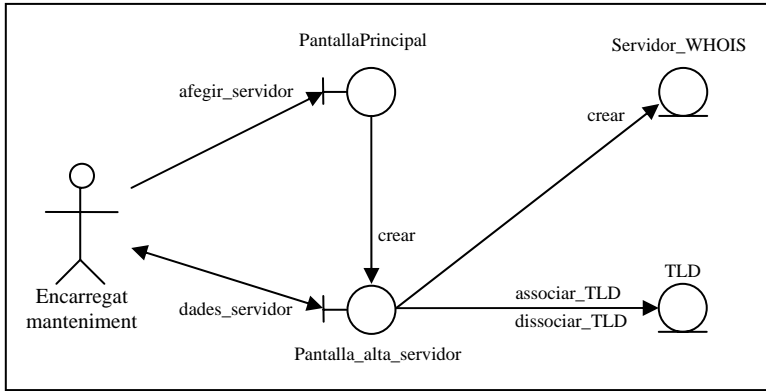 PantallaPrincipal
Servidor_WHOIS
afegir_servidor
crear
crear
TLD
Encarregat
manteniment
dades_servidor
associar_TLD
dissociar_TLD
Pantalla_alta_servidor